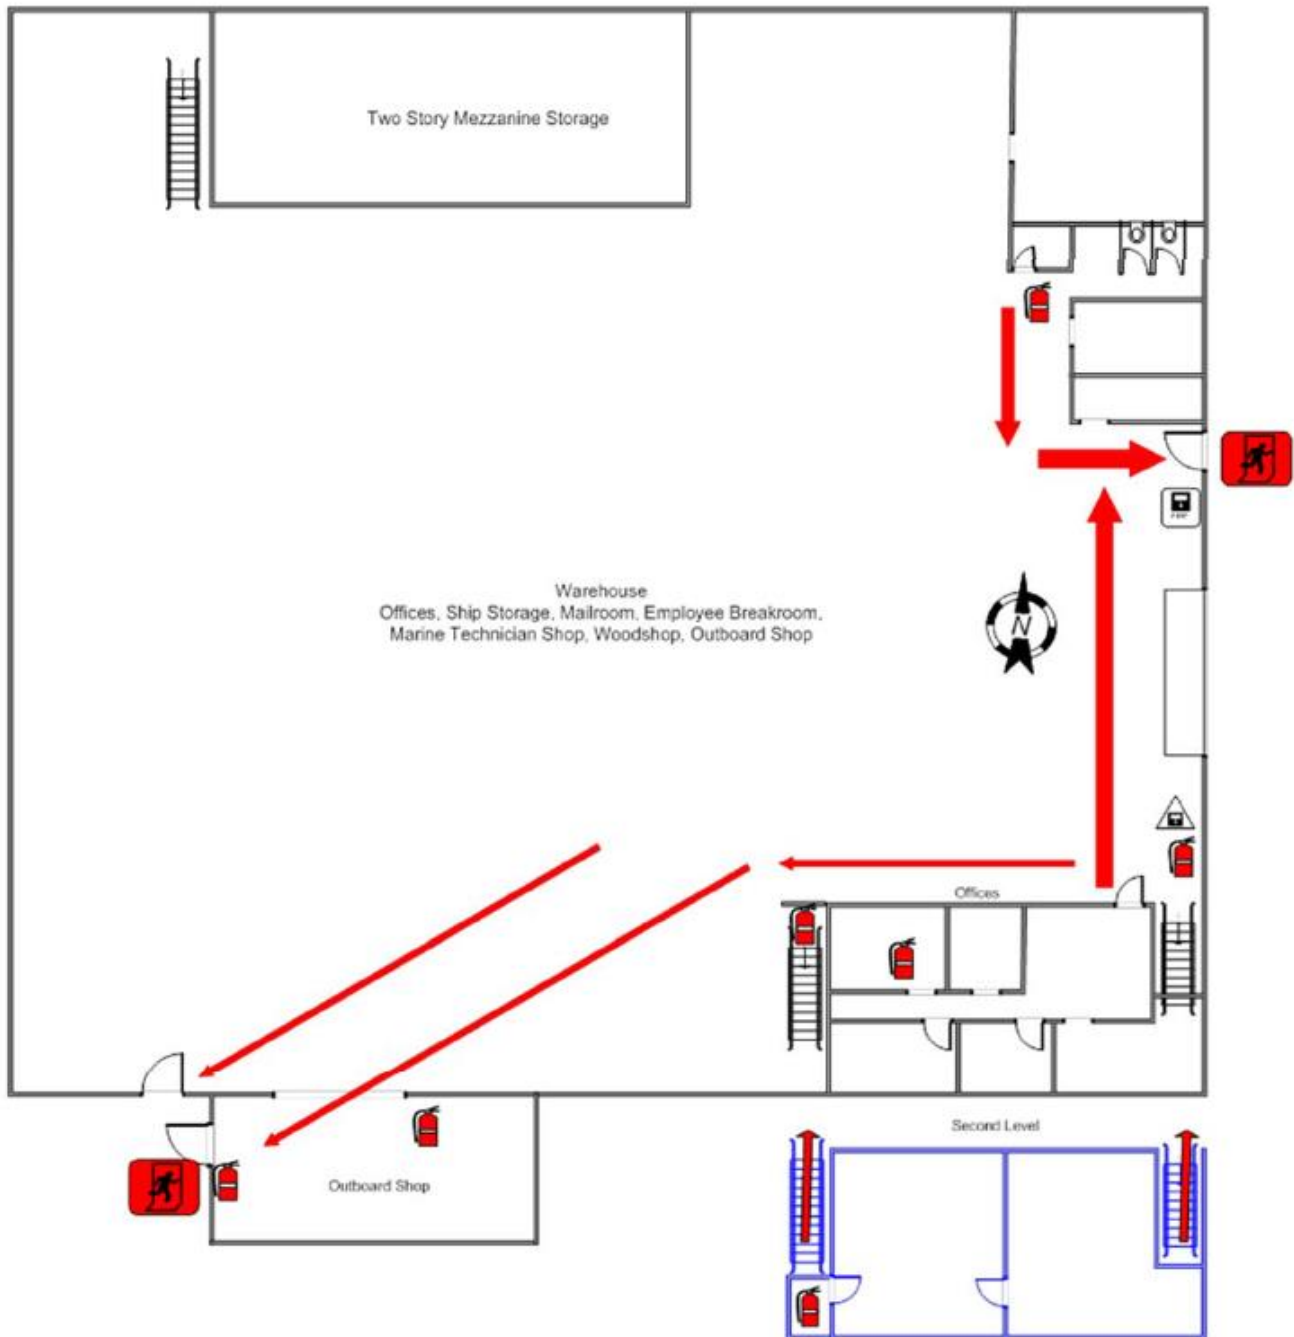 Two Story Mezzanine Storage
Warehouse
Offices, Ship Storage, Mailroom, Employee Breakroom,
Marine Technician Shop, Woodshop, Outboard Shop
N
Offices
Second Level
Outboard Shop